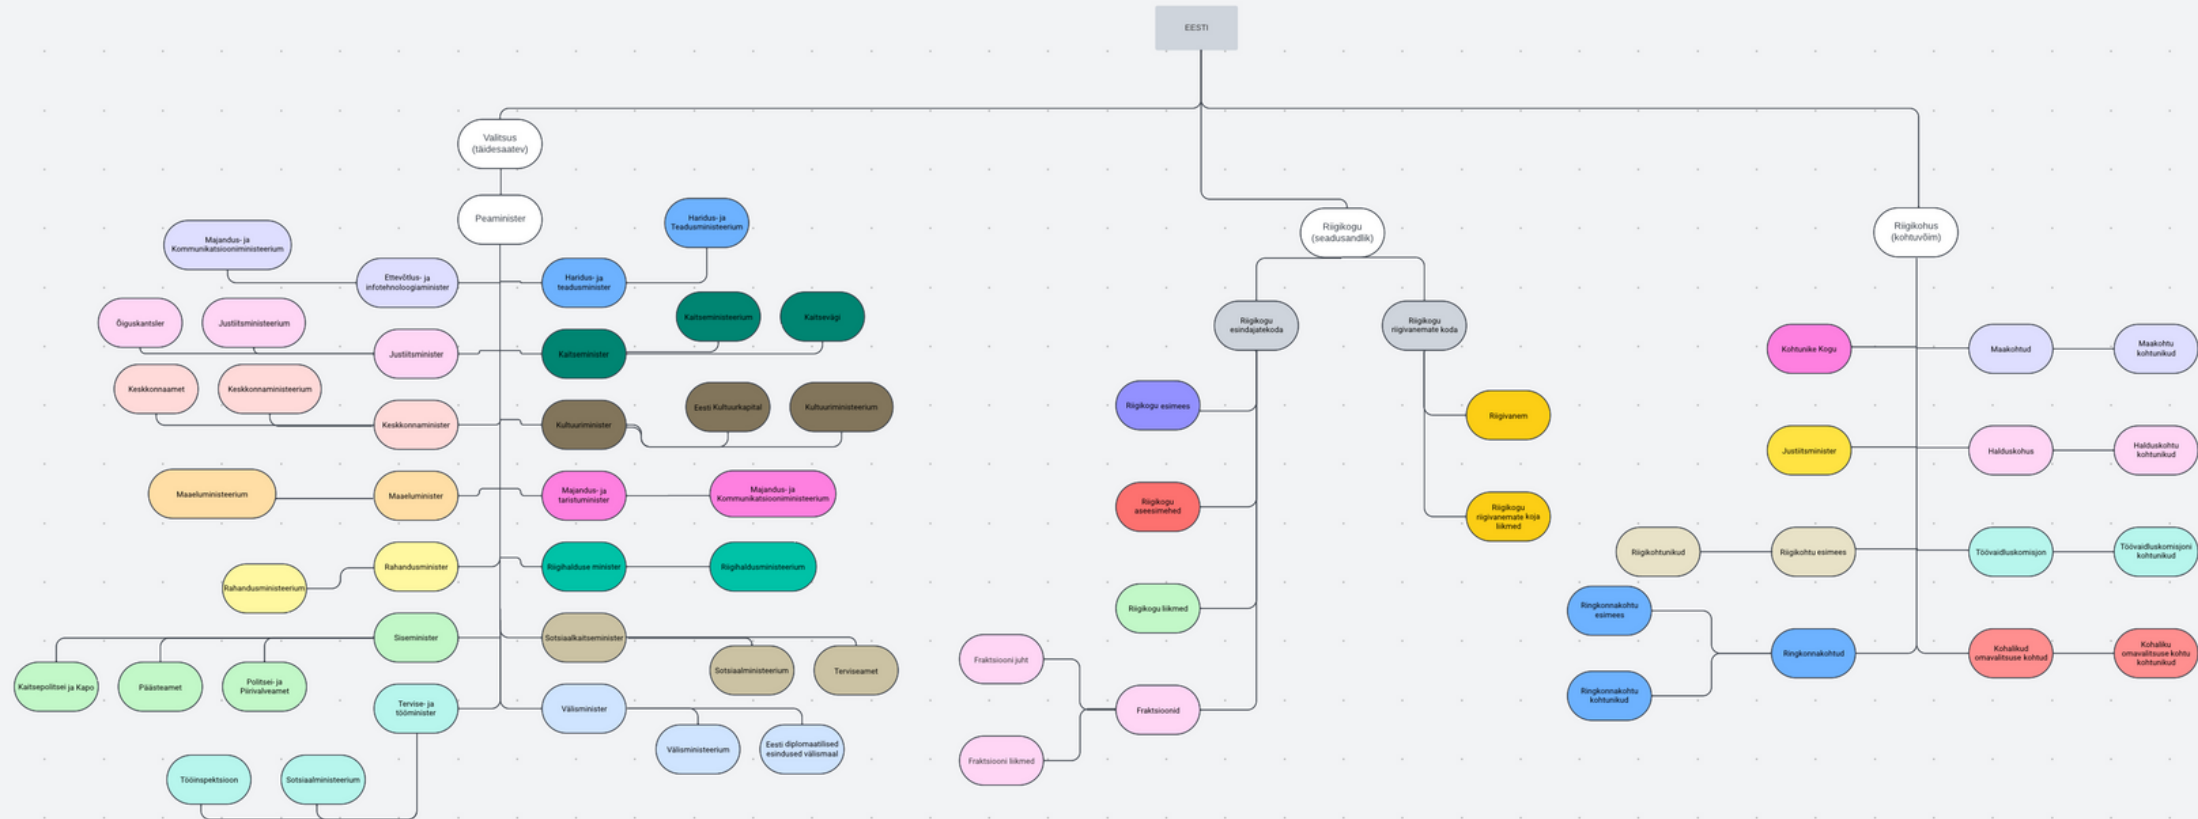 EESTI
Valitsus
(täidesaatev)
Peaminister
Majandus- ja
Kommunikatsiooniministeerium
Ettevõtlus- ja
infotehnoloogiaminister
Haridus- ja
teadusminister
Haridus- ja
Teadusministeerium
Õiguskantsler
Justiitsministeerium
Justiitsminister
Kaitseminister
Kaitseministeerium
Kaitsevägi
Keskkonnaamet
Keskkonnaministeerium
Keskkonnaminister
Kultuuriminister
Eesti Kultuurkapital
Kultuuriministeerium
Maaeluministeerium
Maaeluminister
Majandus- ja
taristuminister
Majandus- ja
Kommunikatsiooniministeerium
Rahandusministeerium
Rahandusminister
Riigihalduse minister
Riigihaldusministeerium
Siseminister
Kaitsepolitsei ja Kapo
Päästeamet
Politsei- ja
Piirivalveamet
Sotsiaalkaitseminister
Sotsiaalministeerium
Terviseamet
Tervise- ja
tööminister
Tööinspektsioon
Sotsiaalministeerium
Välisminister
Välisministeerium
Eesti diplomaatilised
esindused välismaal
Riigikogu
(seadusandlik)
Riigikogu
esindajatekoda
Riigikogu
riigivanemate koda
Riigikogu esimees
Riigikogu
aseesimehed
Riigikogu liikmed
Fraktsioonid
Fraktsiooni juht
Fraktsiooni liikmed
Riigivanem
Riigikogu
riigivanemate koja
liikmed
Riigikohus
(kohtuvõim)
Kohtunike Kogu
Maakohtud
Maakohtu
kohtunikud
Justiitsminister
Halduskohus
Halduskohtu
kohtunikud
Riigikohtunikud
Riigikohtu esimees
Töövaidluskomisjon
Töövaidluskomisjoni
kohtunikud
Ringkonnakohtu
esimees
Ringkonnakohtud
Ringkonnakohtu
kohtunikud
Kohalikud
omavalitsuse kohtud
Kohaliku
omavalitsuse kohtu
kohtunikud